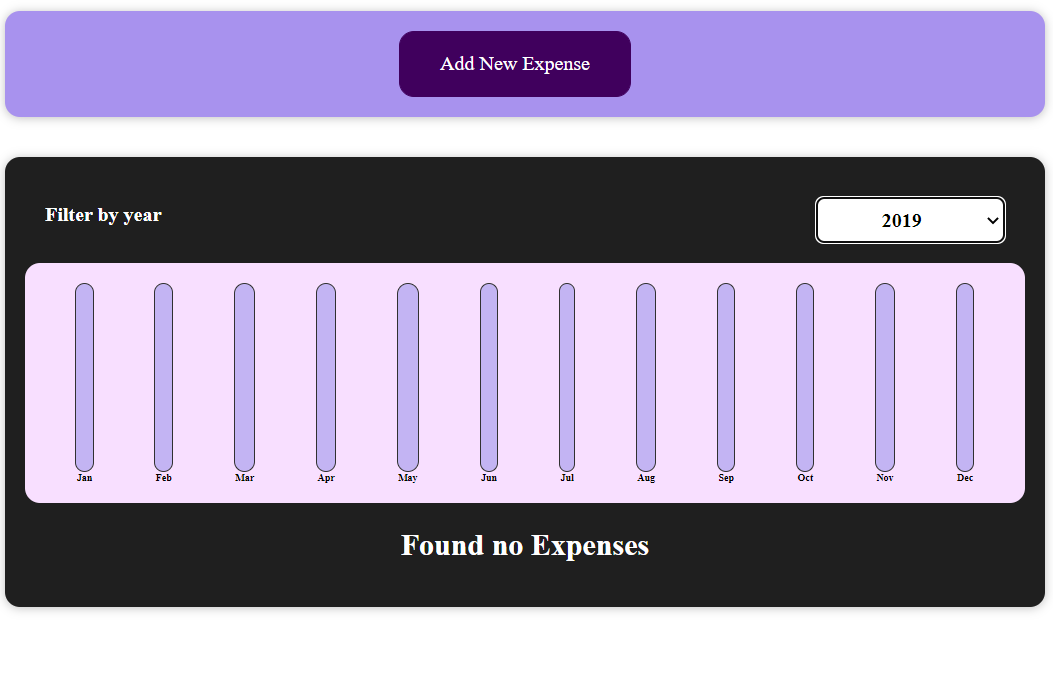 Add New Expense
Filter by year
2019
Jan Feb Mar Apr May Jun Jul Aug Sep Oct Nov Dec
Found no Expenses